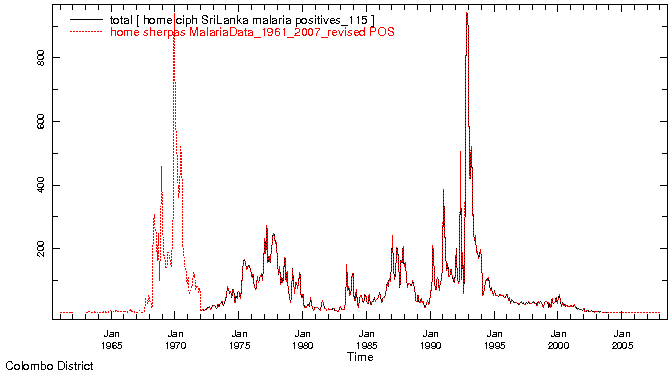 total [ home ciph SriLanka malaria positives_115 ]
home sherpas MalariaData_1961_2007_revised POS
800
600
400
200
Jan Jan Jan Jan Jan Jan Jan Jan Jan
1965 1970 1975 1980 1985 1990 1995 2000 2005
Time
Colombo District